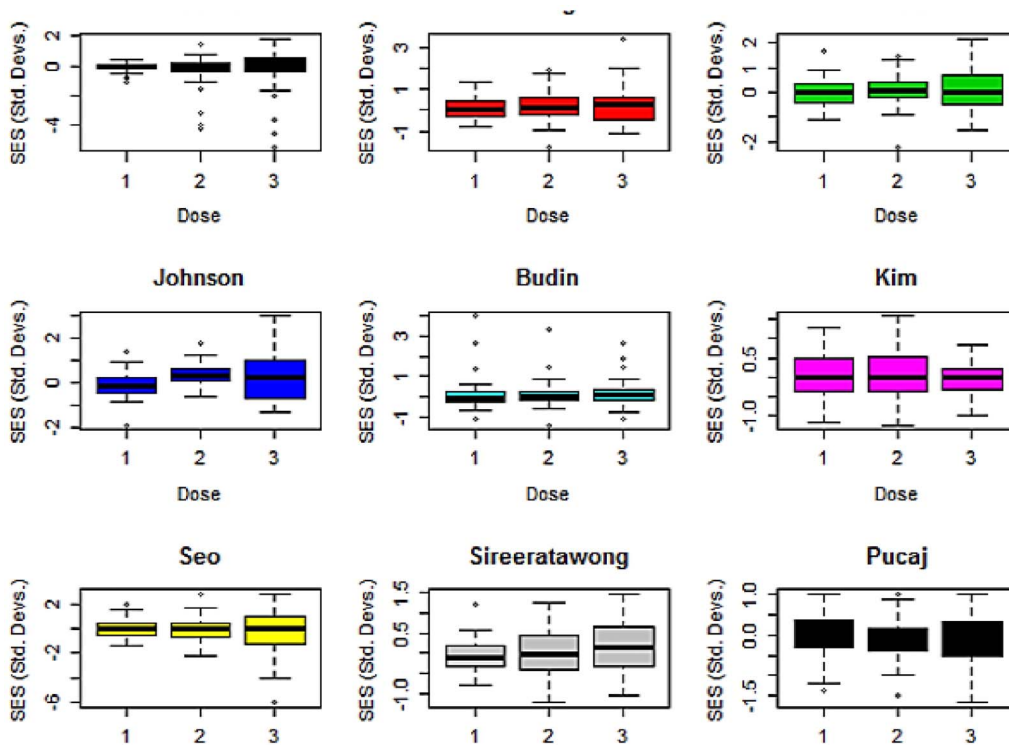 SES (Std. Devs.) SES (Std. Devs.) SES (Std. Devs.)
2 0 -4
3 1 -1
2 1 0 -2
1 2 3 1 2 3 1 2 3
Dose Dose Dose
Johnson Budin Kim
SES (Std. Devs.) SES (Std. Devs.) SES (Std. Devs.)
2 0 -2
3 1 -1
0.5 -1.0
1 2 3 1 2 3 1 2 3
Dose Dose Dose
Seo Sireeratawong Pucaj
SES (Std. Devs.) SES (Std. Devs.) SES (Std. Devs.)
2 -2 -6
1.5 0.5 -1.0
1.0 0.0 -1.5
1 2 3 1 2 3 1 2 3